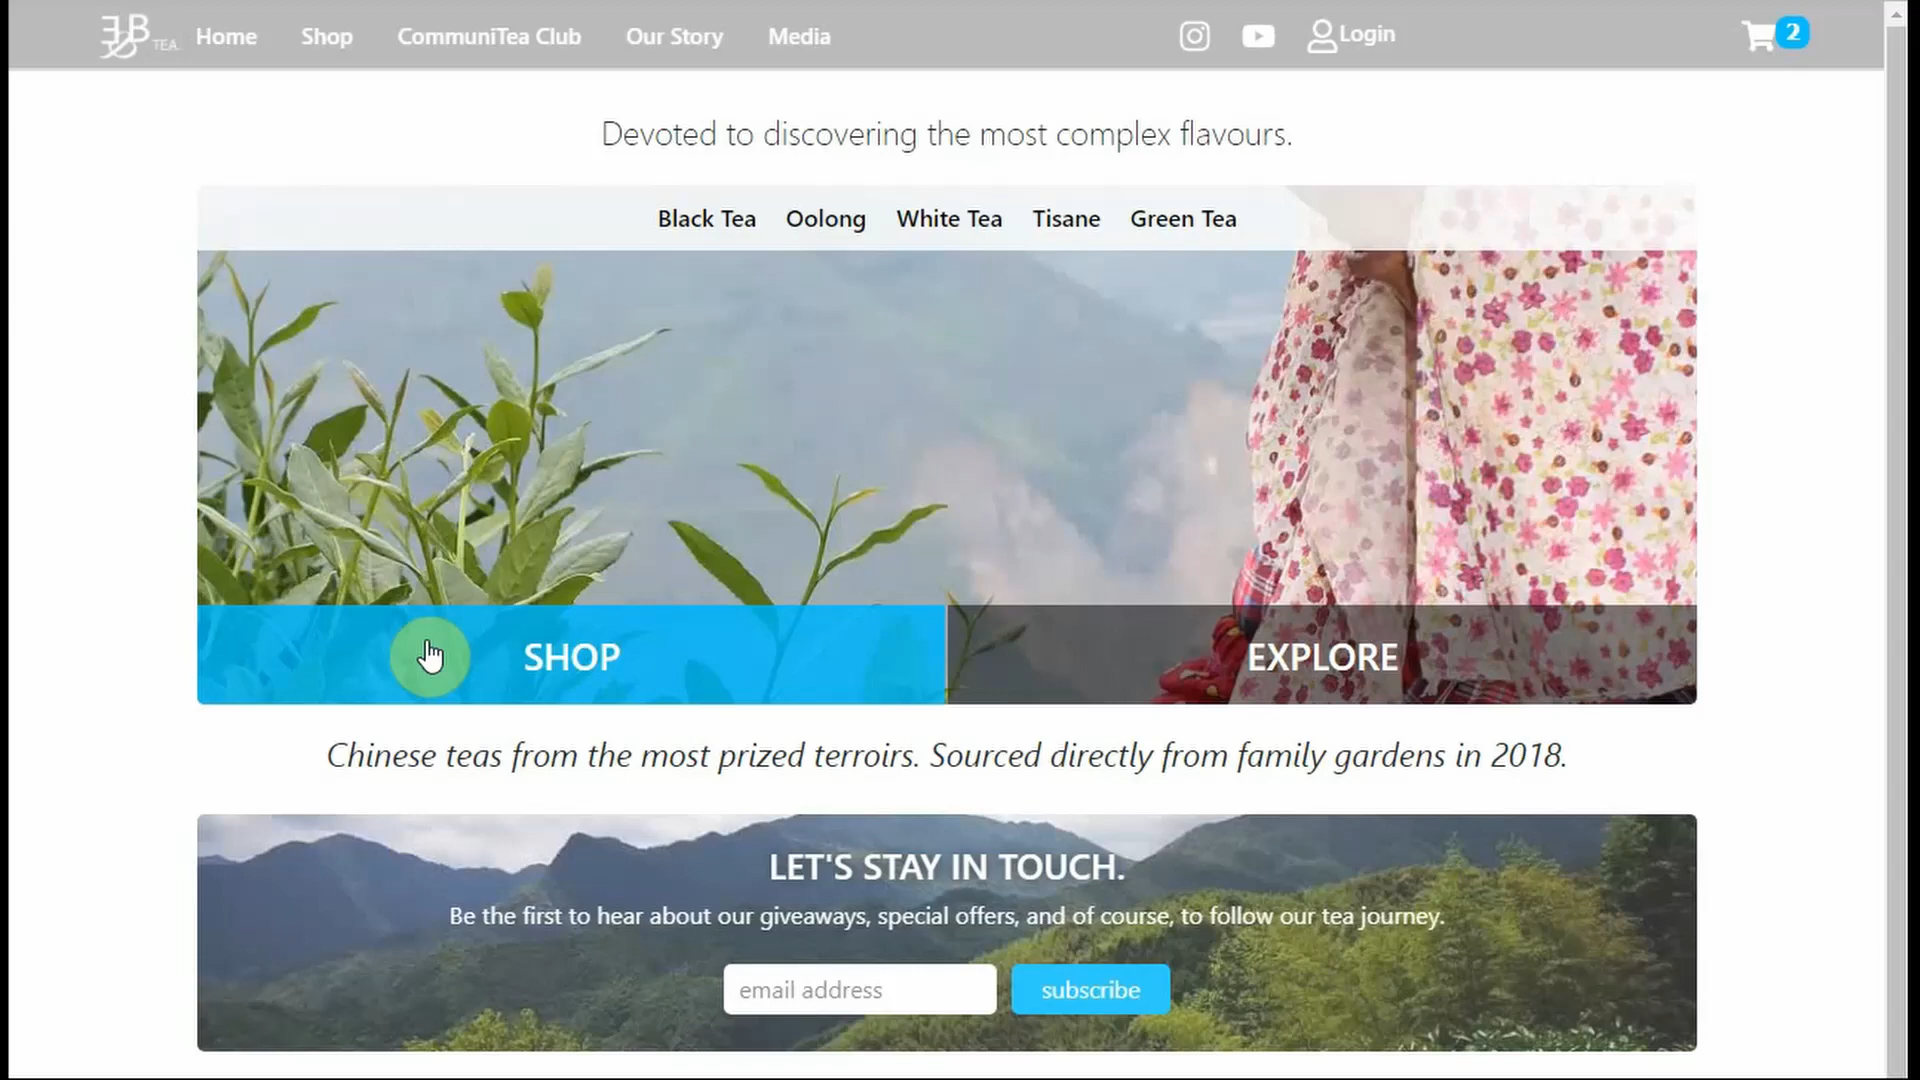 TEA
Home
Shop
CommuniTea Club
Our Story
Media
Login
2
Devoted to discovering the most complex flavours.
Black Tea
Oolong
White Tea
Tisane
Green Tea
SHOP
EXPLORE
Chinese teas from the most prized terroirs. Sourced directly from family gardens in 2018.
LET'S STAY IN TOUCH.
Be the first to hear about our giveaways, special offers, and of course, to follow our tea journey.
email address
subscribe